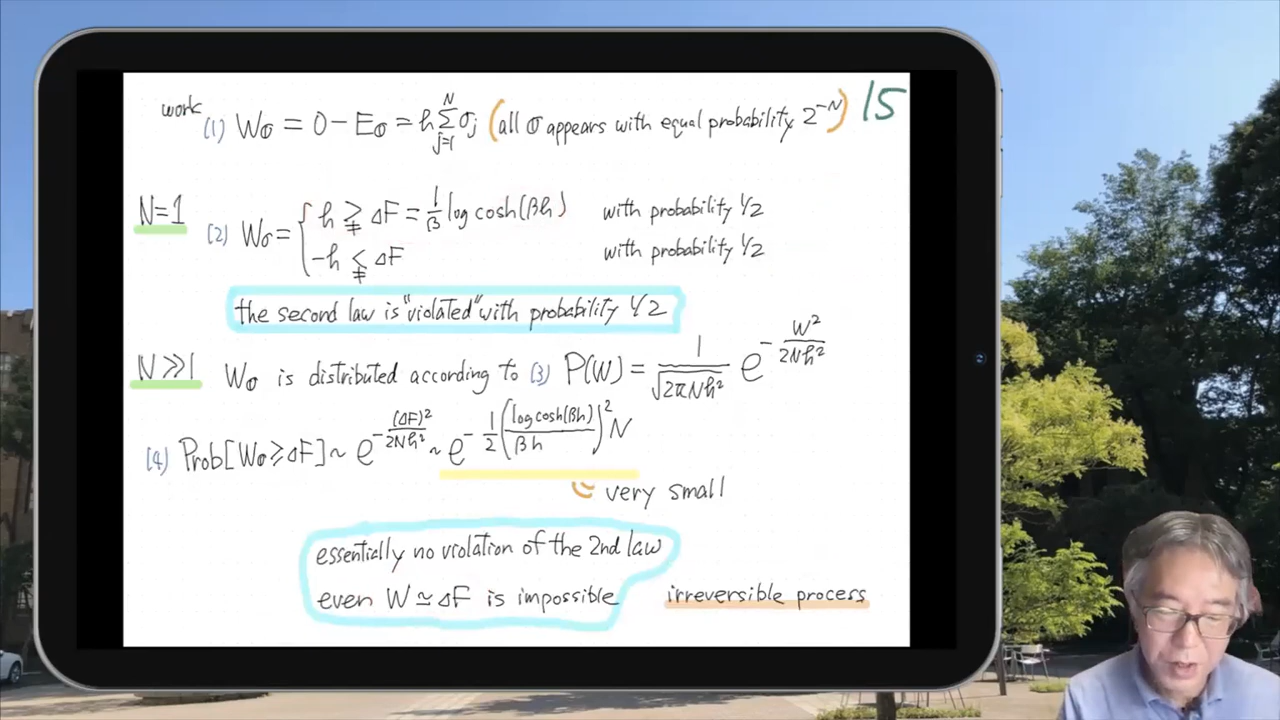 15
work (1) Wσ = 0 − Eσ = h Σ_{j=1}^{N} σj (all σ appears with equal probability 2^{-N})
N=1
(2) Wσ = { h ≩ ΔF = 1/β log cosh(βh) with probability 1/2
−h ≨ ΔF with probability 1/2
the second law is "violated" with probability 1/2
N≫1 Wσ is distributed according to (3) P(W) = 1/√(2πNh²) e^{−W²/(2Nh²)}
(4) Prob[Wσ ≥ ΔF] ~ e^{−(ΔF)²/(2Nh²)} ~ e^{−1/2 (log cosh(βh)/(βh))² N}
very small
essentially no violation of the 2nd law
even W ≃ ΔF is impossible irreversible process